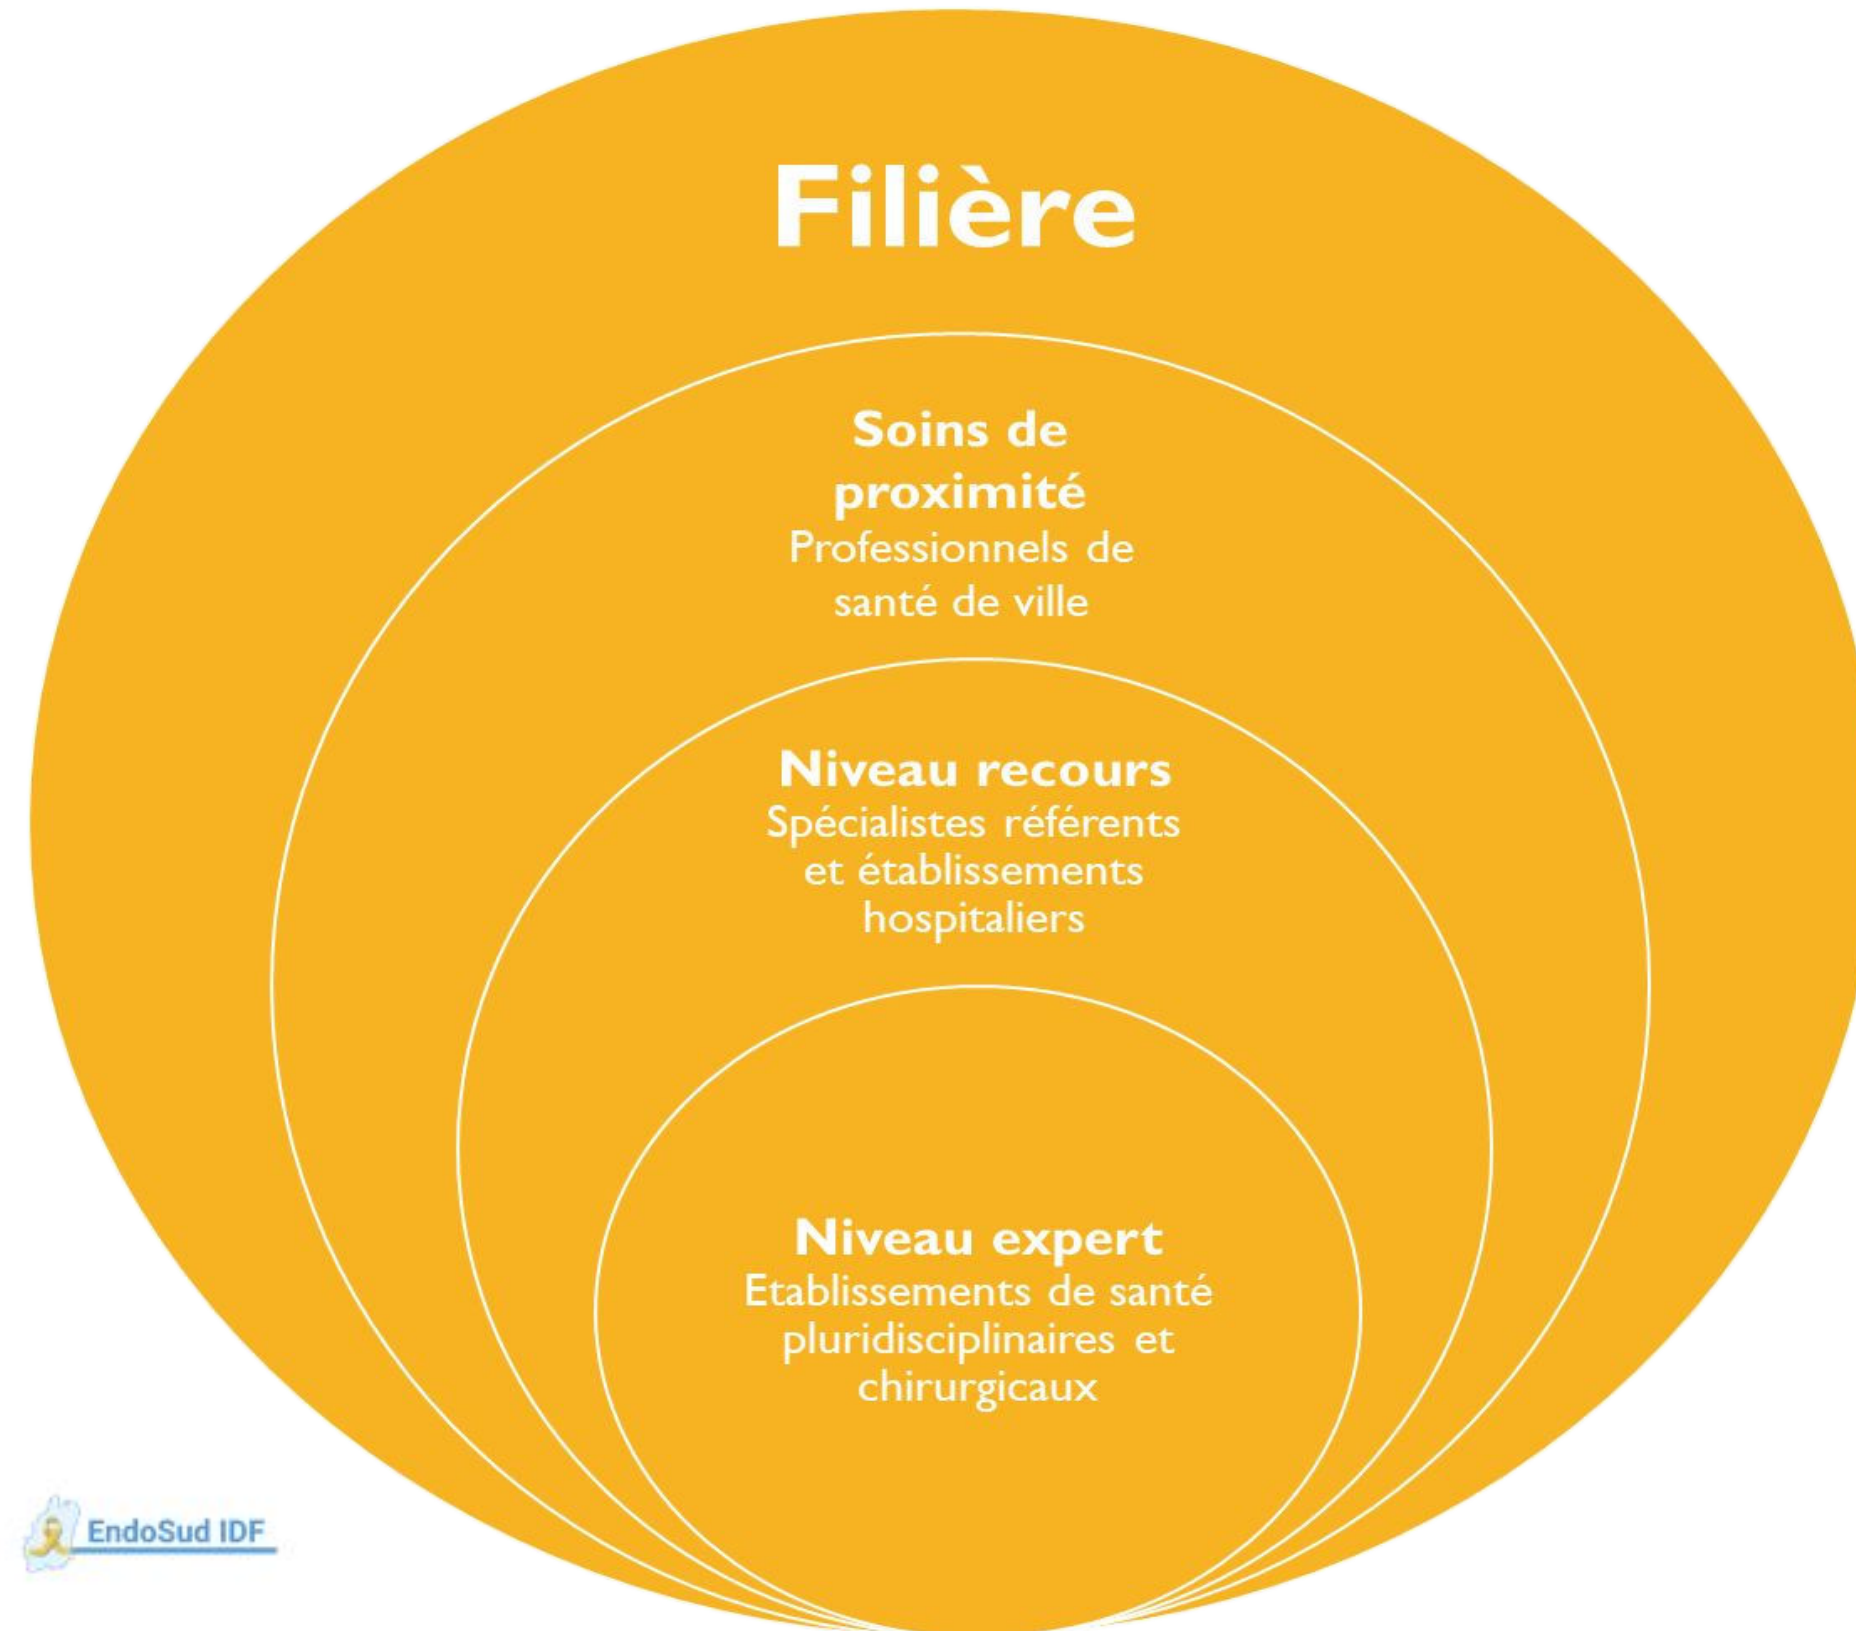 Filière
Soins de
proximité
Professionnels de
santé de ville
Niveau recours
Spécialistes référents
et établissements
hospitaliers
Niveau expert
Etablissements de santé
pluridisciplinaires et
chirurgicaux
EndoSud IDF